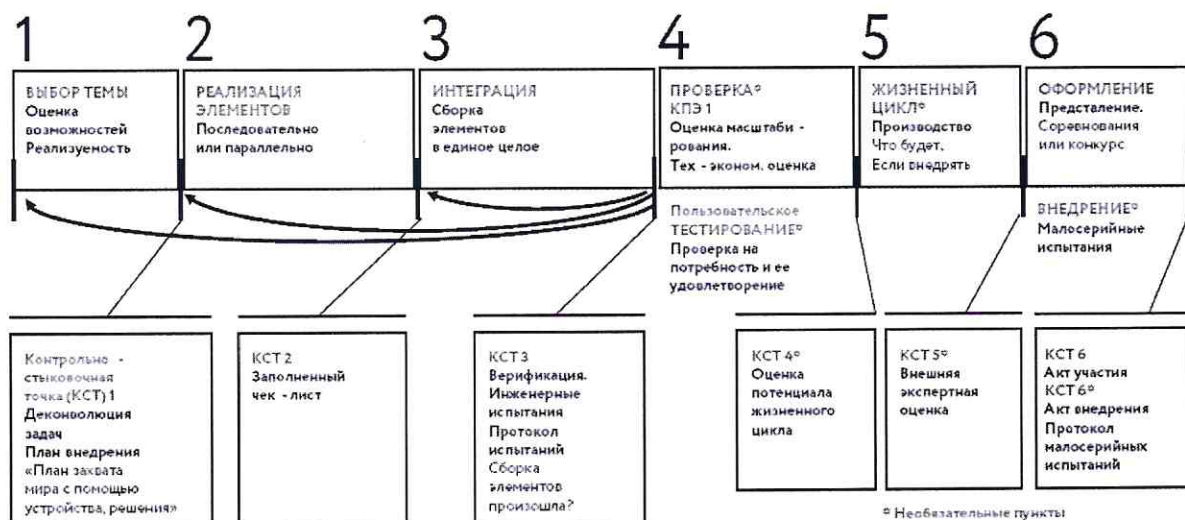 1
ВЫБОР ТЕМЫ
Оценка
возможностей
Реализуемость
2
РЕАЛИЗАЦИЯ
ЭЛЕМЕНТОВ
Последовательно
или параллельно
3
ИНТЕГРАЦИЯ
Сборка
элементов
в единое целое
4
ПРОВЕРКА°
КПЭ 1
Оценка масштаби -
рования.
Тех - эконом. оценка
5
ЖИЗНЕННЫЙ
ЦИКЛ°
Производство
Что будет,
Если внедрять
6
ОФОРМЛЕНИЕ
Представление.
Соревнования
или конкурс
Пользовательское
ТЕСТИРОВАНИЕ°
Проверка на
потребность и ее
удовлетворение
ВНЕДРЕНИЕ°
Малосерийные
испытания
Контрольно -
стыковочная
точка (КСТ) 1
Деконволюция
задач
План внедрения
«План захвата
мира с помощью
устройства, решения»
КСТ 2
Заполненный
чек - лист
КСТ 3
Верификация.
Инженерные
испытания
Протокол
испытаний
Сборка
элементов
произошла?
КСТ 4°
Оценка
потенциала
жизненного
цикла
КСТ 5°
Внешняя
экспертная
оценка
КСТ 6
Акт участия
КСТ 6°
Акт внедрения
Протокол
малосерийных
испытаний
° Необязательные пункты